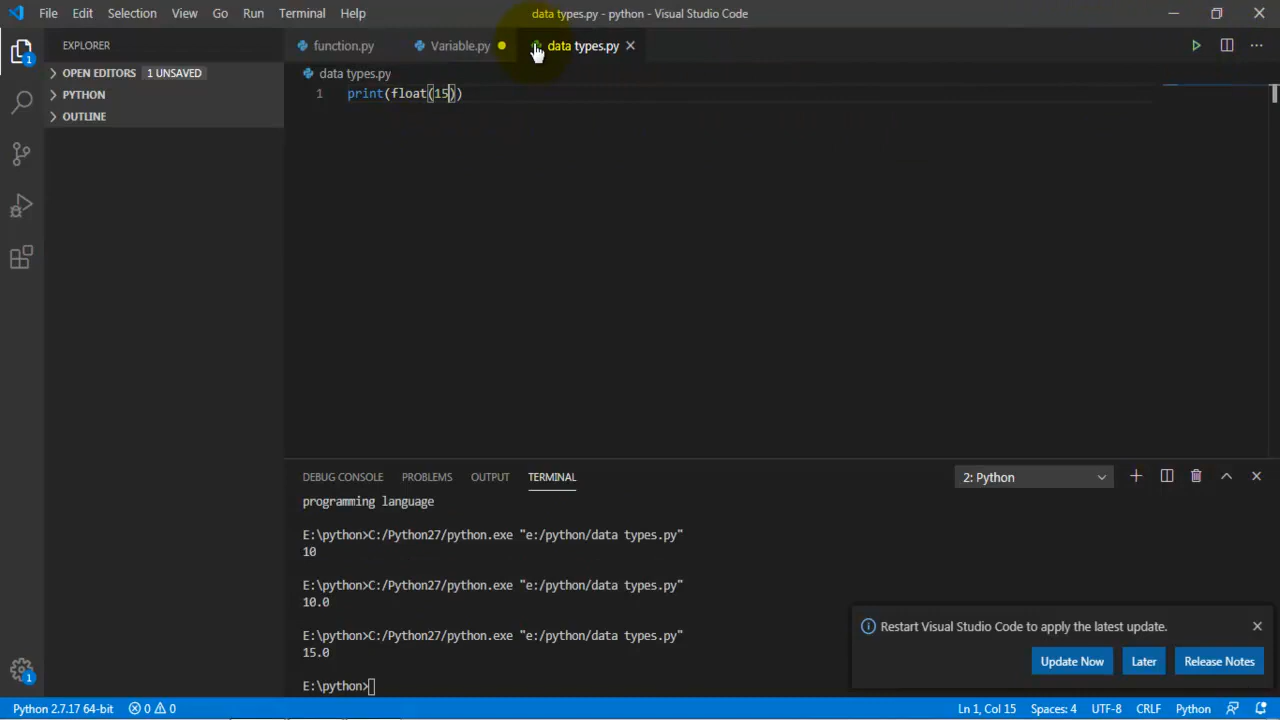 File Edit Selection View Go Run Terminal Help
data types.py - python - Visual Studio Code
EXPLORER
function.py
Variable.py
data types.py
OPEN EDITORS 1 UNSAVED
PYTHON
OUTLINE
data types.py
1 print(float(15))
DEBUG CONSOLE PROBLEMS OUTPUT TERMINAL
2: Python
programming language
E:\python>C:/Python27/python.exe "e:/python/data types.py"
10
E:\python>C:/Python27/python.exe "e:/python/data types.py"
10.0
E:\python>C:/Python27/python.exe "e:/python/data types.py"
15.0
E:\python>
Restart Visual Studio Code to apply the latest update.
Update Now Later Release Notes
1
1
Python 2.7.17 64-bit 0 0 Ln 1, Col 15 Spaces: 4 UTF-8 CRLF Python